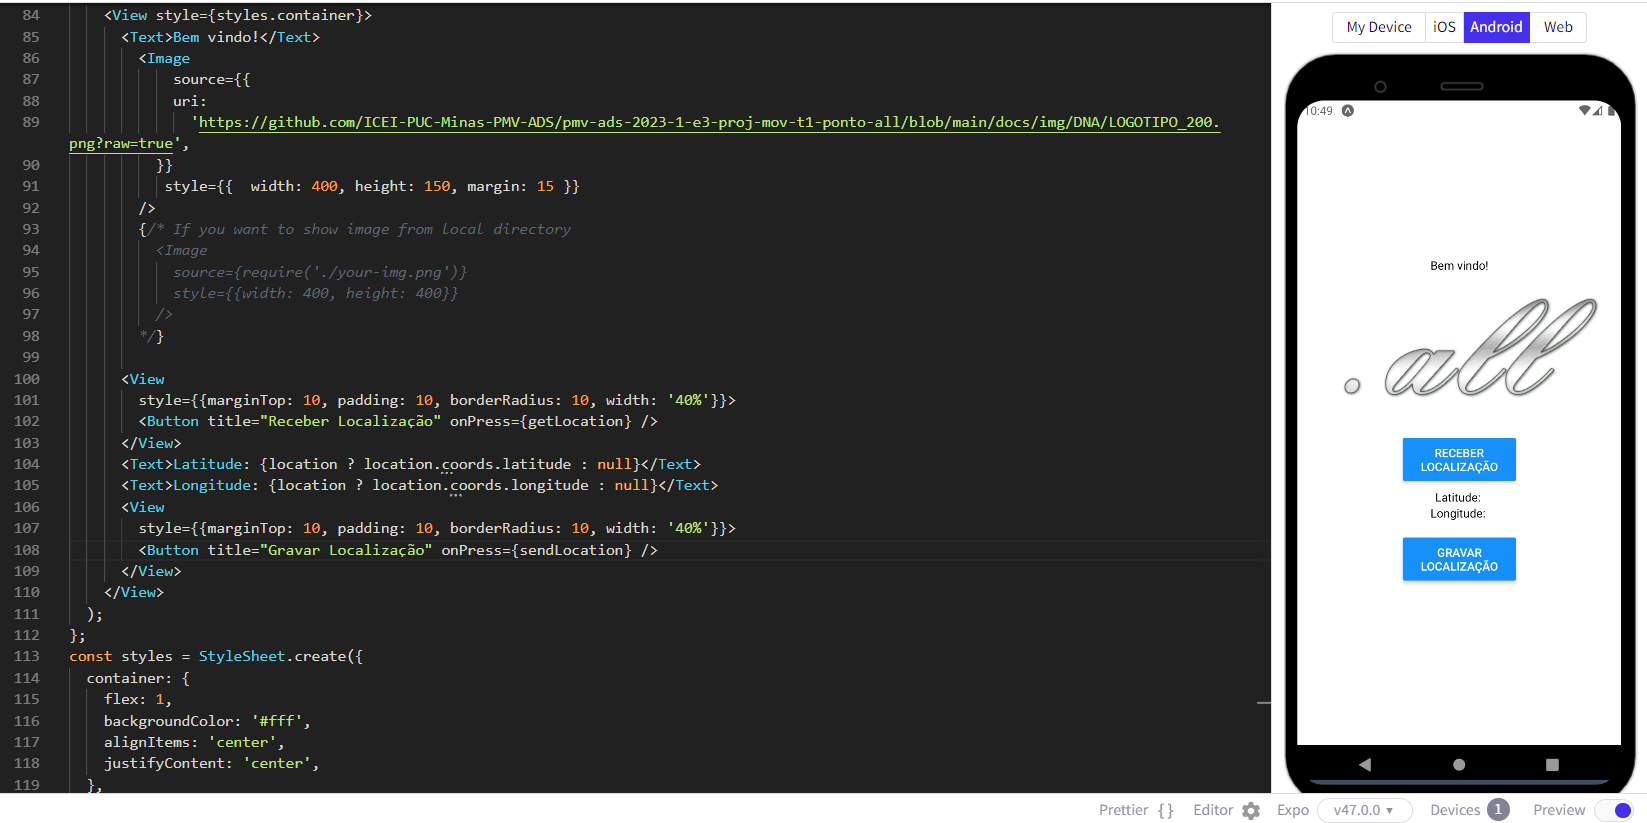 84 <View style={styles.container}>
85 <Text>Bem vindo!</Text>
86 <Image
87 source={{
88 uri:
89 'https://github.com/ICEI-PUC-Minas-PMV-ADS/pmv-ads-2023-1-e3-proj-mov-t1-ponto-all/blob/main/docs/img/DNA/LOGOTIPO_200.
png?raw=true',
90 }}
91 style={{  width: 400, height: 150, margin: 15 }}
92 />
93 {/* If you want to show image from local directory
94 <Image
95 source={require('./your-img.png')}
96 style={{width: 400, height: 400}}
97 />
98 */}
99
100 <View
101 style={{marginTop: 10, padding: 10, borderRadius: 10, width: '40%'}}>
102 <Button title="Receber Localização" onPress={getLocation} />
103 </View>
104 <Text>Latitude: {location ? location.coords.latitude : null}</Text>
105 <Text>Longitude: {location ? location.coords.longitude : null}</Text>
106 <View
107 style={{marginTop: 10, padding: 10, borderRadius: 10, width: '40%'}}>
108 <Button title="Gravar Localização" onPress={sendLocation} />
109 </View>
110 </View>
111 );
112 };
113 const styles = StyleSheet.create({
114 container: {
115 flex: 1,
116 backgroundColor: '#fff',
117 alignItems: 'center',
118 justifyContent: 'center',
119 },
My Device iOS Android Web
10:49
Bem vindo!
.all
RECEBER
LOCALIZAÇÃO
Latitude:
Longitude:
GRAVAR
LOCALIZAÇÃO
Prettier {} Editor Expo v47.0.0 Devices 1 Preview